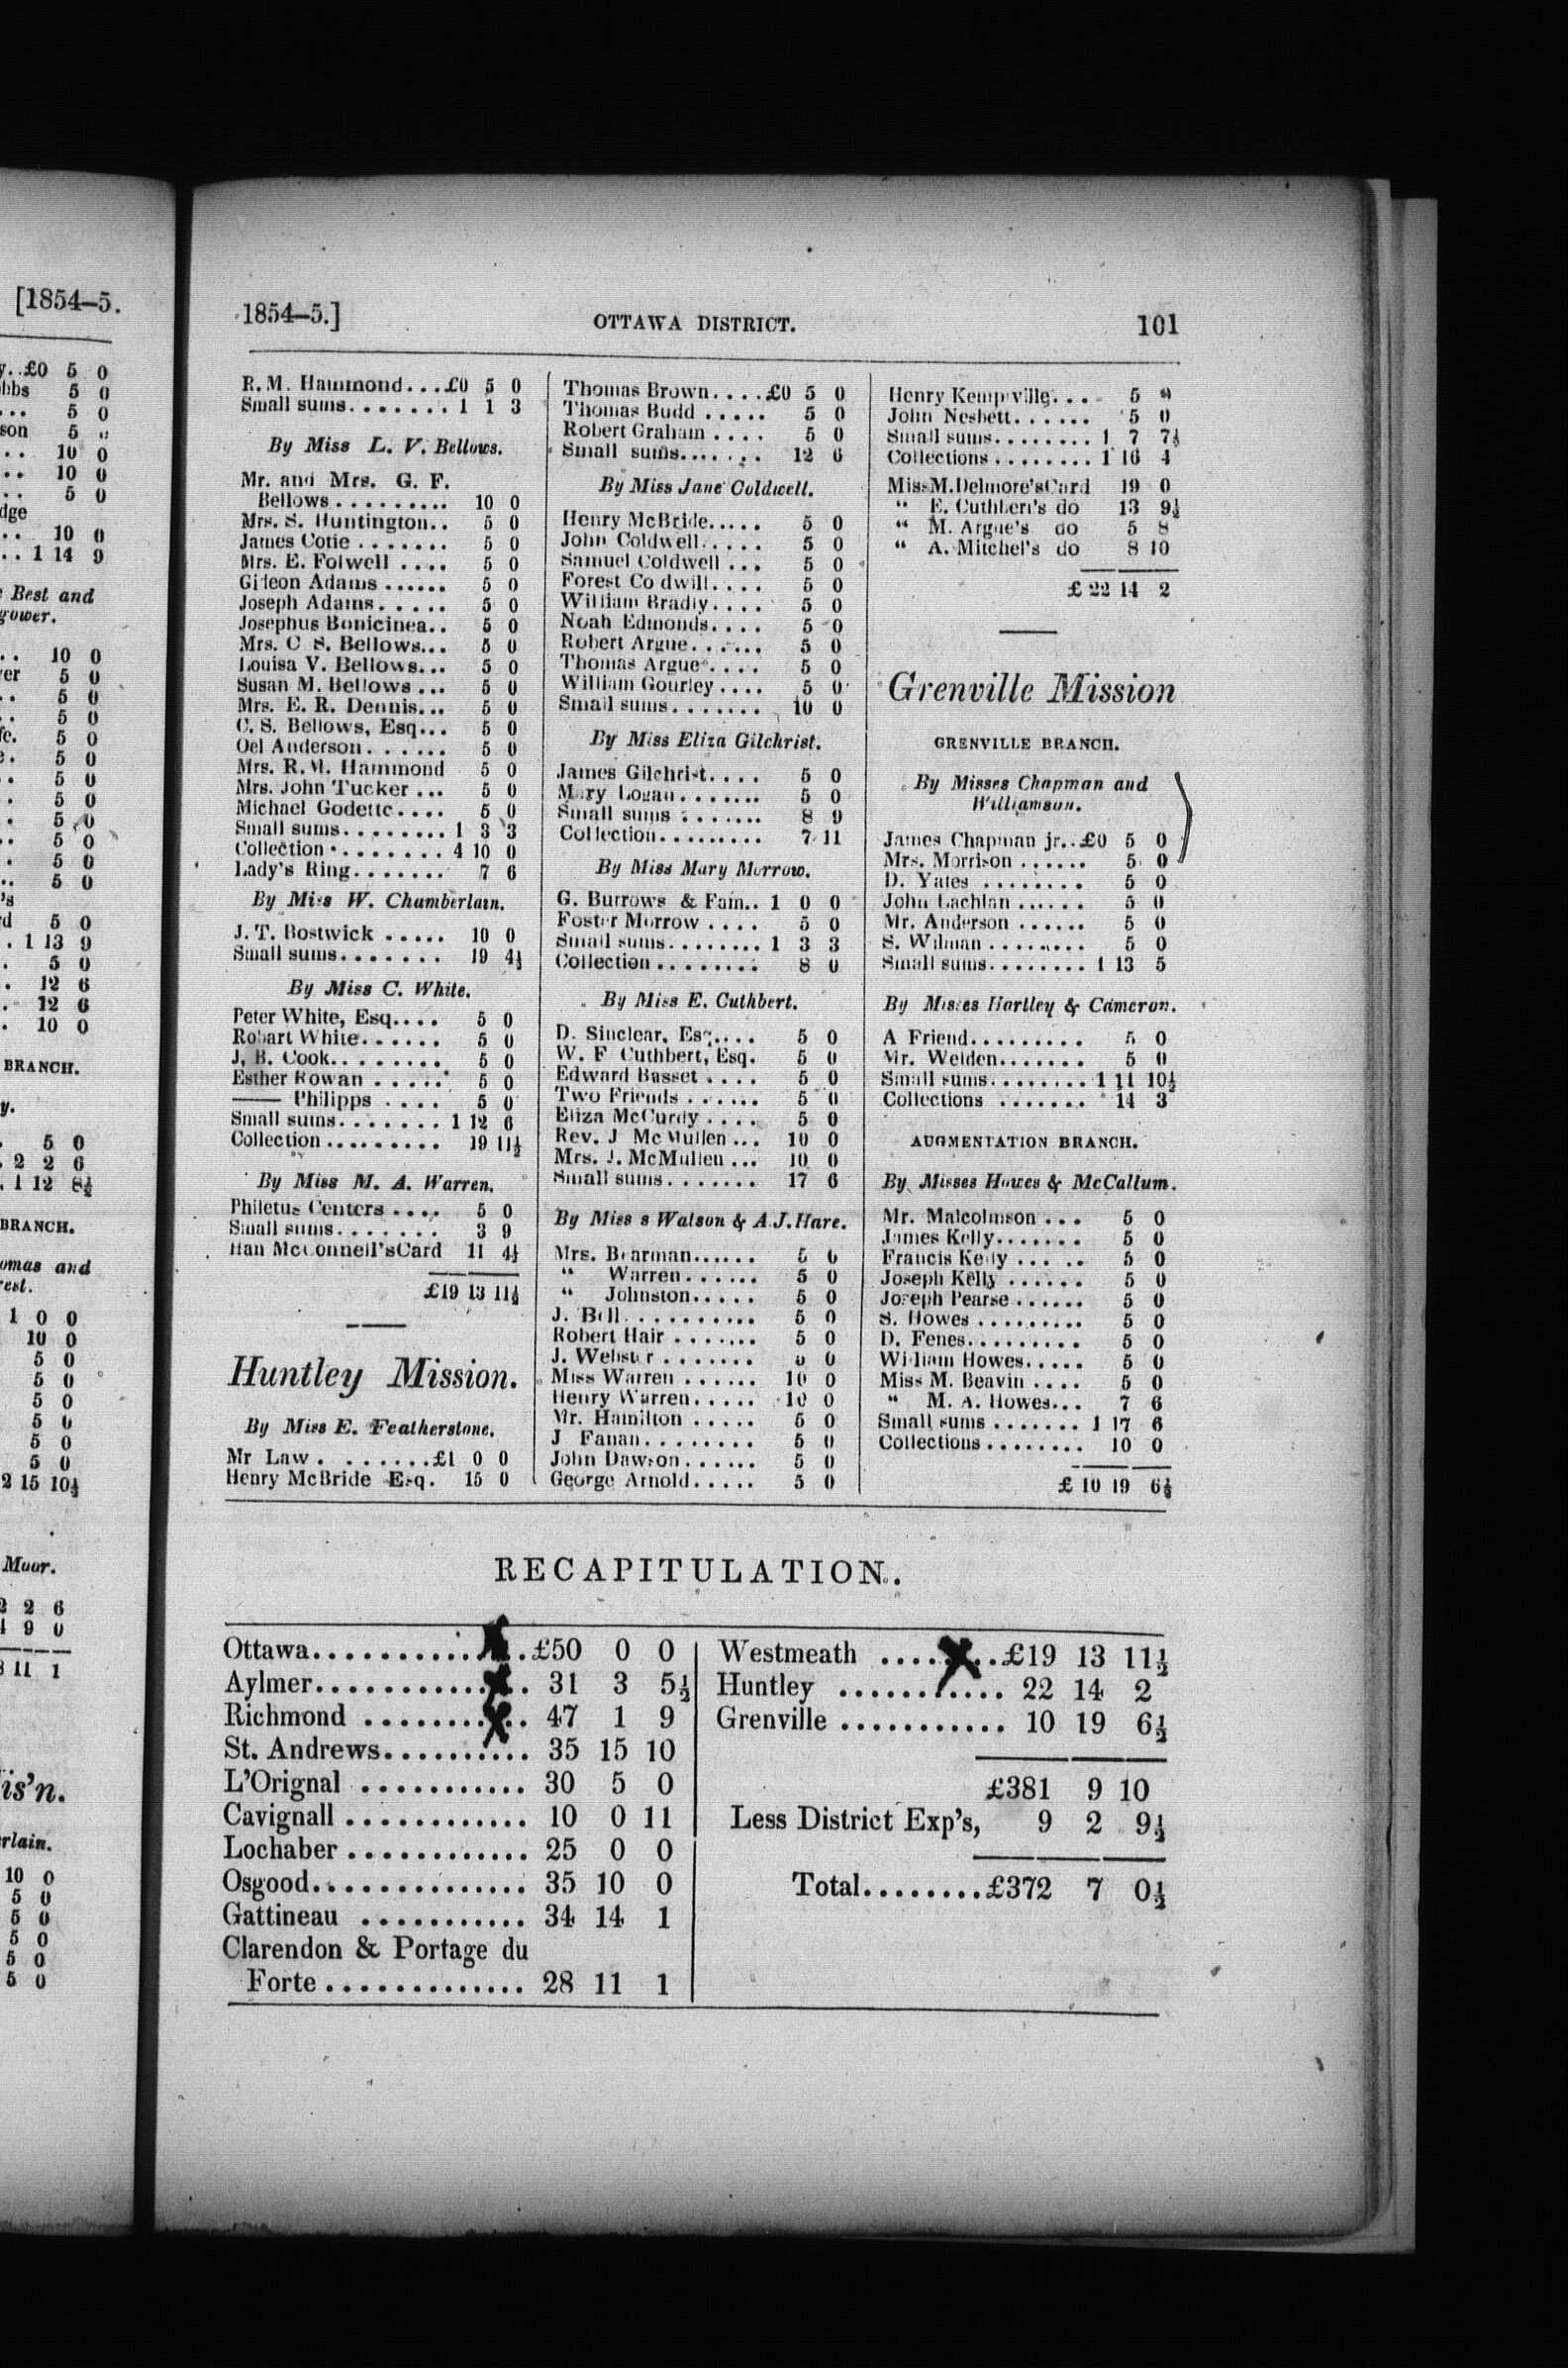 [1854–5.
1854–5.]
OTTAWA DISTRICT.
101
R. M. Hammond...£0 5 0
Small sums....... 1 1 3
By Miss L. V. Bellows.
Mr. and Mrs. G. F.
Bellows......... 10 0
Mrs. S. Huntington.. 5 0
James Cotie ....... 5 0
Mrs. E. Folwell .... 5 0
Gideon Adams ...... 5 0
Joseph Adams..... 5 0
Josephus Bonicinea.. 5 0
Mrs. C S. Bellows... 5 0
Louisa V. Bellows... 5 0
Susan M. Bellows ... 5 0
Mrs. E. R. Dennis... 5 0
C. S. Bellows, Esq... 5 0
Oel Anderson...... 5 0
Mrs. R. M. Hammond 5 0
Mrs. John Tucker ... 5 0
Michael Godette.... 5 0
Small sums........ 1 3 3
Collection ........ 4 10 0
Lady's Ring....... 7 6
By Miss W. Chamberlain.
J. T. Bostwick ..... 10 0
Small sums....... 19 4½
By Miss C. White.
Peter White, Esq.... 5 0
Robart White...... 5 0
J. B. Cook........ 5 0
Esther Rowan ..... 5 0
—— Philipps .... 5 0
Small sums....... 1 12 6
Collection ......... 19 11½
By Miss M. A. Warren.
Philetus Centers .... 5 0
Small sums....... 3 9
Han McConnell's Card 11 4½
£19 13 11½
Huntley Mission.
By Miss E. Featherstone.
Mr Law . .......£1 0 0
Henry McBride Esq. 15 0
Thomas Brown....£0 5 0
Thomas Budd ..... 5 0
Robert Graham .... 5 0
Small sums....... 12 6
By Miss Jane Coldwell.
Henry McBride..... 5 0
John Coldwell..... 5 0
Samuel Coldwell ... 5 0
Forest Co dwill.... 5 0
William Bradly.... 5 0
Noah Edmonds.... 5 0
Robert Argue...... 5 0
Thomas Argue.... 5 0
William Gourley.... 5 0
Small sums....... 10 0
By Miss Eliza Gilchrist.
James Gilchrist.... 5 0
Mary Logan....... 5 0
Small sums ....... 8 9
Collection......... 7 11
By Miss Mary Morrow.
G. Burrows & Fam.. 1 0 0
Foster Morrow .... 5 0
Small sums........ 1 3 3
Collection......... 8 0
By Miss E. Cuthbert.
D. Sinclear, Esq.... 5 0
W. F Cuthbert, Esq. 5 0
Edward Basset .... 5 0
Two Friends ...... 5 0
Eliza McCurdy .... 5 0
Rev. J McMullen ... 10 0
Mrs. J. McMullen ... 10 0
Small sums....... 17 6
By Miss s Watson & A J. Hare.
Mrs. Bearman...... 5 0
“ Warren...... 5 0
“ Johnston..... 5 0
J. Bell........... 5 0
Robert Hair ....... 5 0
J. Webster ....... 5 0
Miss Warren ...... 10 0
Henry Warren..... 10 0
Mr. Hamilton ..... 5 0
J Fanan........ 5 0
John Dawson...... 5 0
George Arnold..... 5 0
Henry Kemptville... 5
John Nesbett...... 5 0
Small sums........ 1 7 7½
Collections........ 1 16 4
Miss M. Delmore's Card 19 0
“ E. Cuthbert's do 13 9½
“ M. Argue's do 5 8
“ A. Mitchel's do 8 10
£ 22 14 2
Grenville Mission
GRENVILLE BRANCH.
By Misses Chapman and
Williamson.
James Chapman jr..£0 5 0
Mrs. Morrison ...... 5 0
D. Yates ........ 5 0
John Lachlan ...... 5 0
Mr. Anderson ...... 5 0
S. Wilman ........ 5 0
Small sums........ 1 13 5
By Misses Hartley & Cameron.
A Friend......... 5 0
Mr. Welden....... 5 0
Small sums........ 1 11 10½
Collections ....... 14 3
AUGMENTATION BRANCH.
By Misses Howes & McCallum.
Mr. Malcolmson ... 5 0
James Kelly....... 5 0
Francis Kelly ..... 5 0
Joseph Kelly ...... 5 0
Joseph Pearse ...... 5 0
S. Howes ......... 5 0
D. Fenes......... 5 0
William Howes..... 5 0
Miss M. Beavin .... 5 0
“ M. A. Howes... 7 6
Small sums ....... 1 17 6
Collections........ 10 0
£ 10 19 6½
RECAPITULATION.
Ottawa..............£50 0 0
Aylmer.............. 31 3 5½
Richmond .......... 47 1 9
St. Andrews.......... 35 15 10
L'Orignal ........... 30 5 0
Cavignall ............ 10 0 11
Lochaber ............ 25 0 0
Osgood.............. 35 10 0
Gattineau ........... 34 14 1
Clarendon & Portage du
Forte............. 28 11 1
Westmeath ........£19 13 11½
Huntley ........... 22 14 2
Grenville ........... 10 19 6½
£381 9 10
Less District Exp's, 9 2 9½
Total........£372 7 0½